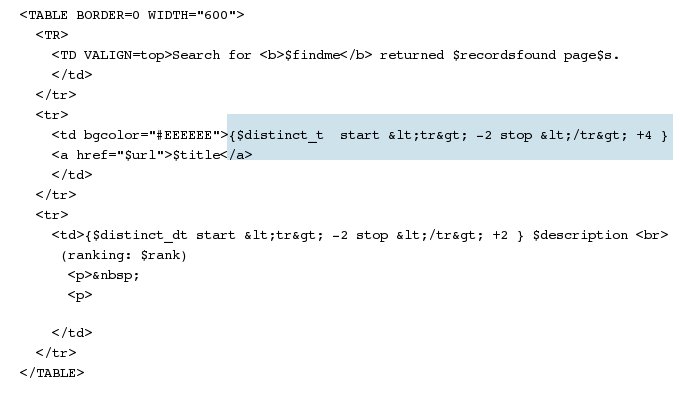 <TABLE BORDER=0 WIDTH="600">
<TR>
<TD VALIGN=top>Search for <b>$findme</b> returned $recordsfound page$s.
</td>
</tr>
<tr>
<td bgcolor="#EEEEEE">{$distinct_t  start &lt;tr&gt; -2 stop &lt;/tr&gt; +4 }
<a href="$url">$title</a>
</td>
</tr>
<tr>
<td>{$distinct_dt start &lt;tr&gt; -2 stop &lt;/tr&gt; +2 } $description <br>
(ranking: $rank)
<p>&nbsp;
<p>
</td>
</tr>
</TABLE>